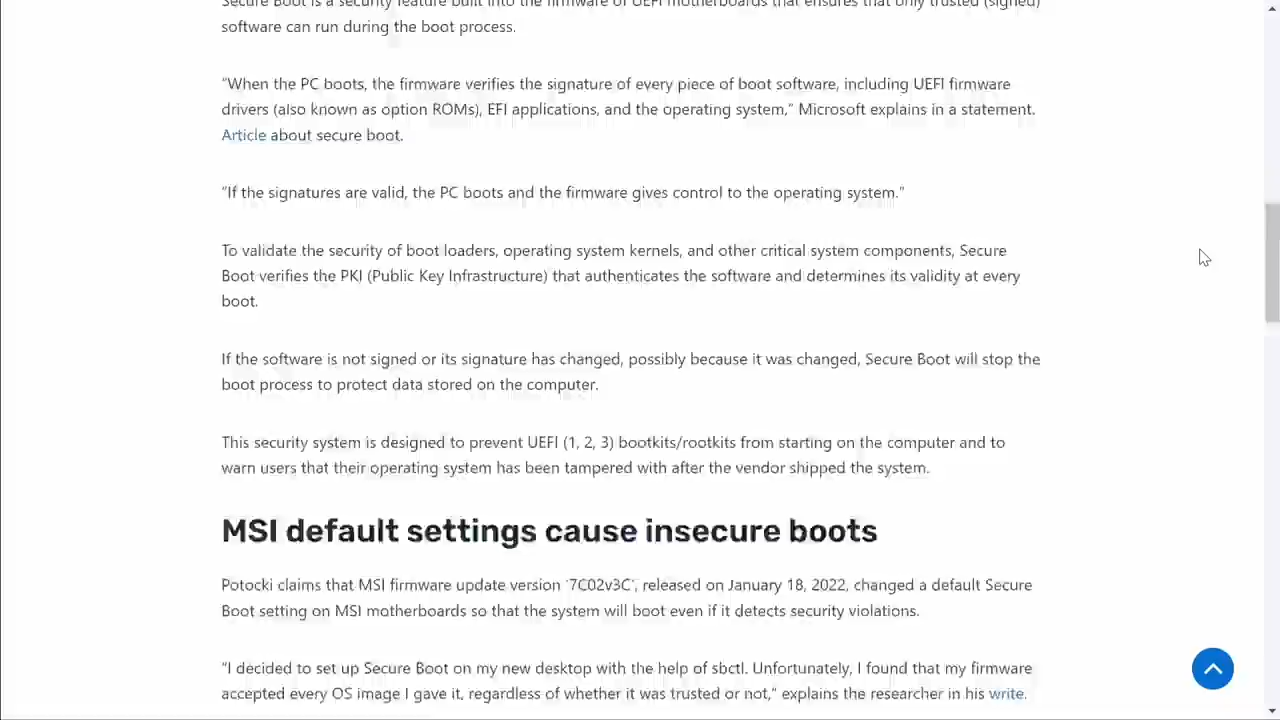 Secure Boot is a security feature built into the firmware of UEFI motherboards that ensures that only trusted (signed)
software can run during the boot process.
“When the PC boots, the firmware verifies the signature of every piece of boot software, including UEFI firmware
drivers (also known as option ROMs), EFI applications, and the operating system,” Microsoft explains in a statement.
Article about secure boot.
“If the signatures are valid, the PC boots and the firmware gives control to the operating system.”
To validate the security of boot loaders, operating system kernels, and other critical system components, Secure
Boot verifies the PKI (Public Key Infrastructure) that authenticates the software and determines its validity at every
boot.
If the software is not signed or its signature has changed, possibly because it was changed, Secure Boot will stop the
boot process to protect data stored on the computer.
This security system is designed to prevent UEFI (1, 2, 3) bootkits/rootkits from starting on the computer and to
warn users that their operating system has been tampered with after the vendor shipped the system.
MSI default settings cause insecure boots
Potocki claims that MSI firmware update version ‘7C02v3C’, released on January 18, 2022, changed a default Secure
Boot setting on MSI motherboards so that the system will boot even if it detects security violations.
“I decided to set up Secure Boot on my new desktop with the help of sbctl. Unfortunately, I found that my firmware
accepted every OS image I gave it, regardless of whether it was trusted or not,” explains the researcher in his write.